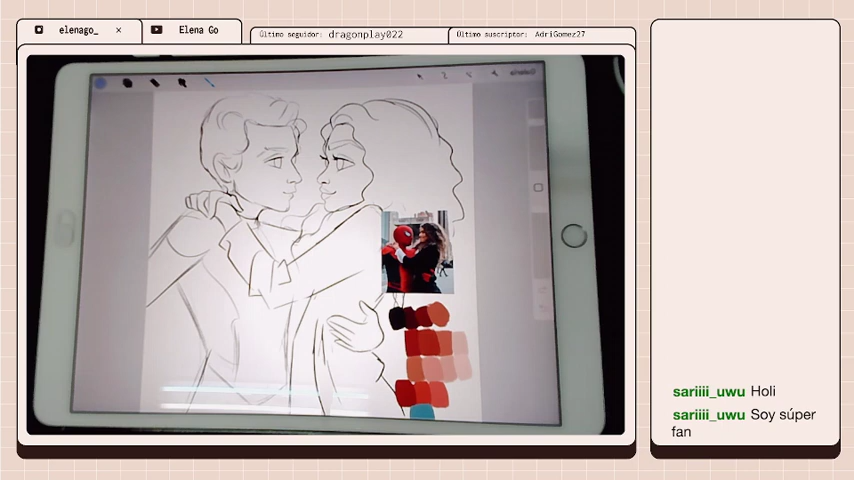 elenago_ ×
Elena Go
Último seguidor: dragonplay022
Último suscriptor: AdriGomez27
sariiii_uwu Holi
sariiii_uwu Soy súper
fan